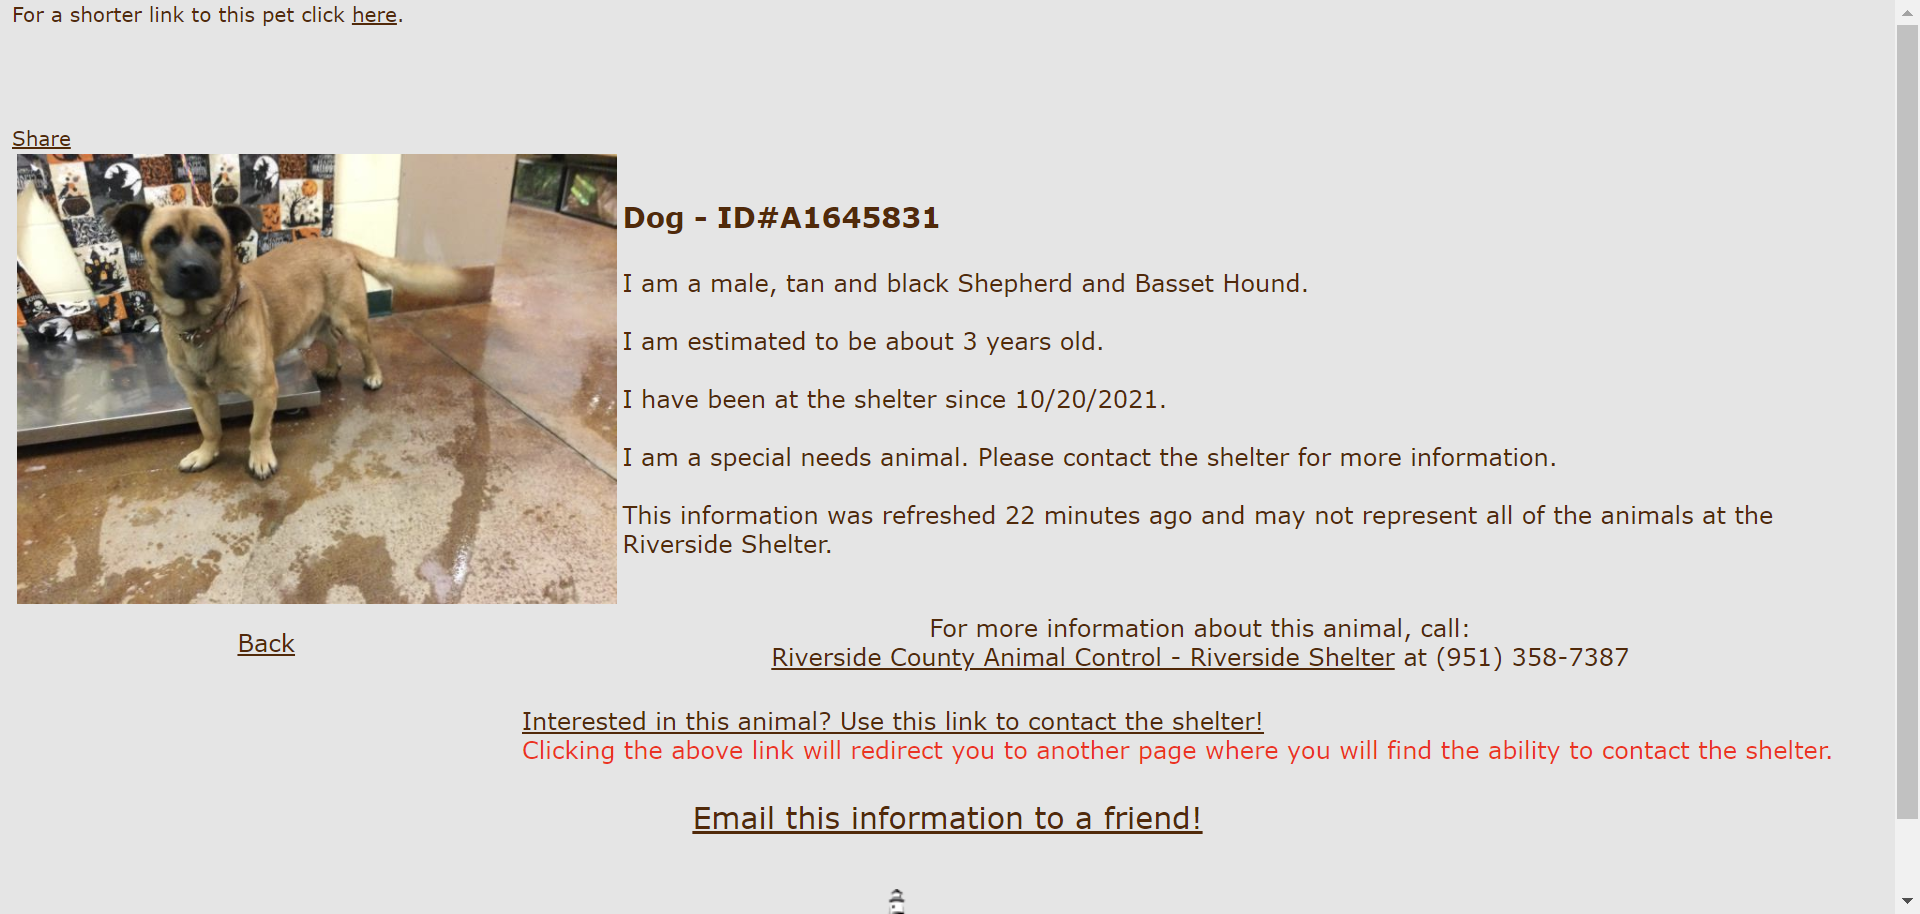 For a shorter link to this pet click here.
Share
Dog - ID#A1645831
I am a male, tan and black Shepherd and Basset Hound.
I am estimated to be about 3 years old.
I have been at the shelter since 10/20/2021.
I am a special needs animal. Please contact the shelter for more information.
This information was refreshed 22 minutes ago and may not represent all of the animals at the
Riverside Shelter.
Back
For more information about this animal, call:
Riverside County Animal Control - Riverside Shelter at (951) 358-7387
Interested in this animal? Use this link to contact the shelter!
Clicking the above link will redirect you to another page where you will find the ability to contact the shelter.
Email this information to a friend!